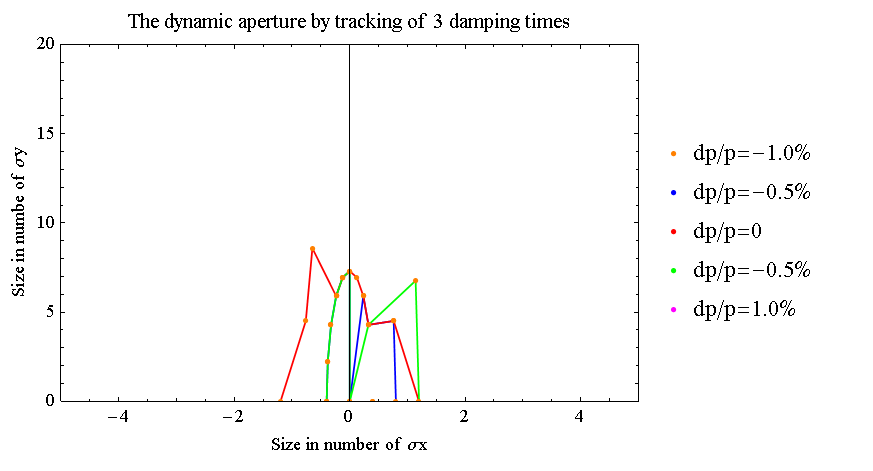 The dynamic aperture by tracking of 3 damping times
20
15
10
5
0
−4
−2
0
2
4
Size in numbe of σy
Size in number of σx
dp/p=−1.0%
dp/p=−0.5%
dp/p=0
dp/p=−0.5%
dp/p=1.0%